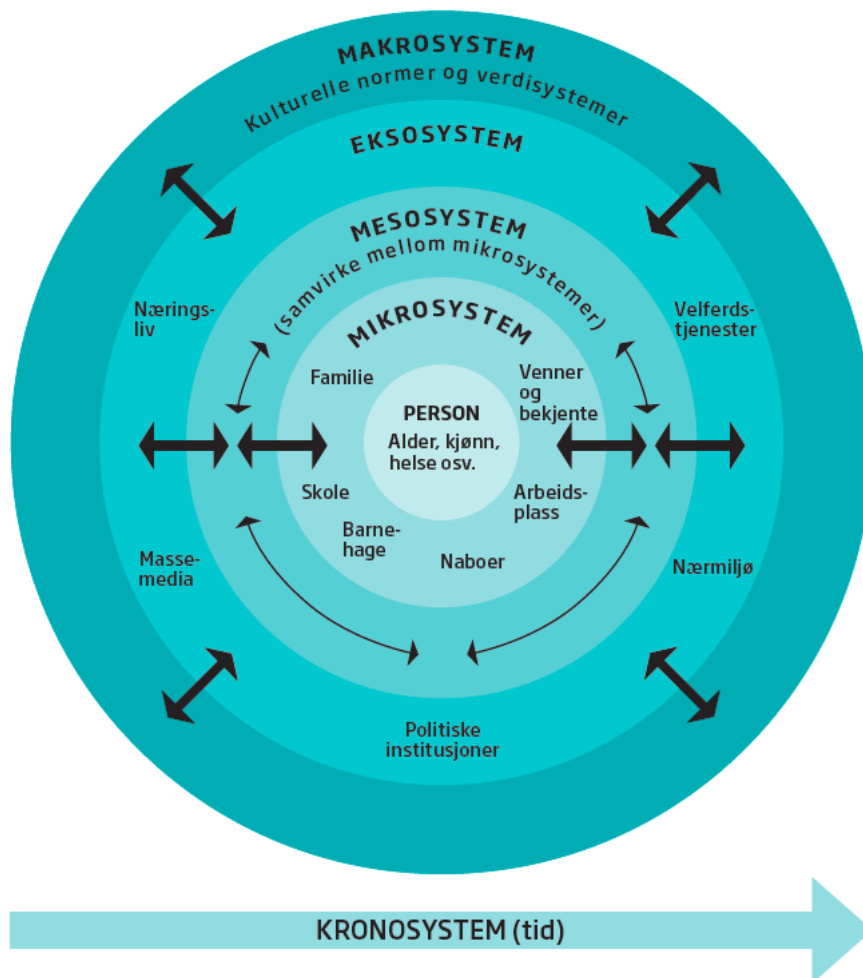 MAKROSYSTEM
Kulturelle normer og verdisystemer
EKSOSYSTEM
MESOSYSTEM
(samvirke mellom mikrosystemer)
MIKROSYSTEM
Nærings-
liv
Velferds-
tjenester
Familie
Venner
og
bekjente
PERSON
Alder, kjønn,
helse osv.
Skole
Arbeids-
plass
Barne-
hage
Naboer
Masse-
media
Nærmiljø
Politiske
institusjoner
KRONOSYSTEM (tid)